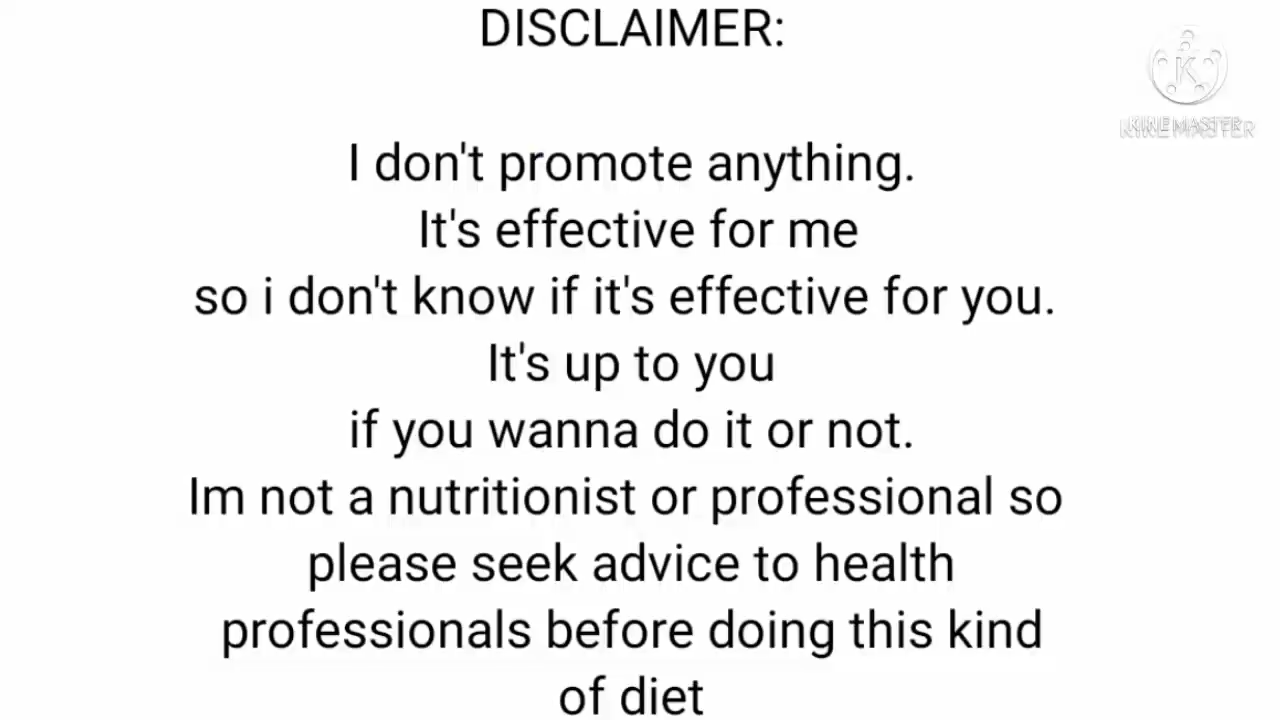 DISCLAIMER:
KINEMASTER
I don't promote anything.
It's effective for me
so i don't know if it's effective for you.
It's up to you
if you wanna do it or not.
Im not a nutritionist or professional so
please seek advice to health
professionals before doing this kind
of diet